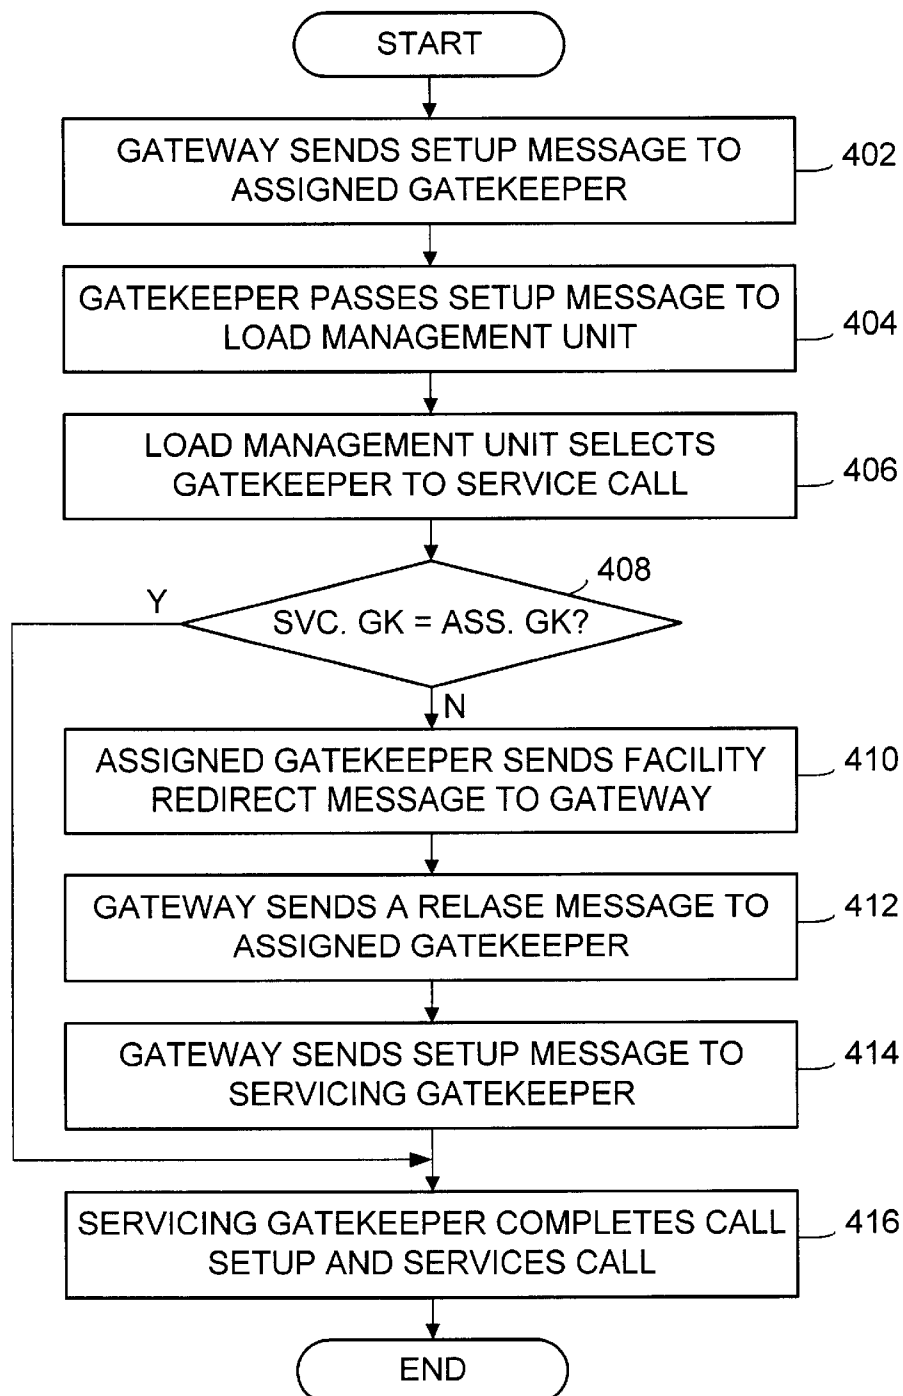 START
GATEWAY SENDS SETUP MESSAGE TO
ASSIGNED GATEKEEPER
402
GATEKEEPER PASSES SETUP MESSAGE TO
LOAD MANAGEMENT UNIT
404
LOAD MANAGEMENT UNIT SELECTS
GATEKEEPER TO SERVICE CALL
406
408
Y
SVC. GK = ASS. GK?
N
ASSIGNED GATEKEEPER SENDS FACILITY
REDIRECT MESSAGE TO GATEWAY
410
GATEWAY SENDS A RELASE MESSAGE TO
ASSIGNED GATEKEEPER
412
GATEWAY SENDS SETUP MESSAGE TO
SERVICING GATEKEEPER
414
SERVICING GATEKEEPER COMPLETES CALL
SETUP AND SERVICES CALL
416
END